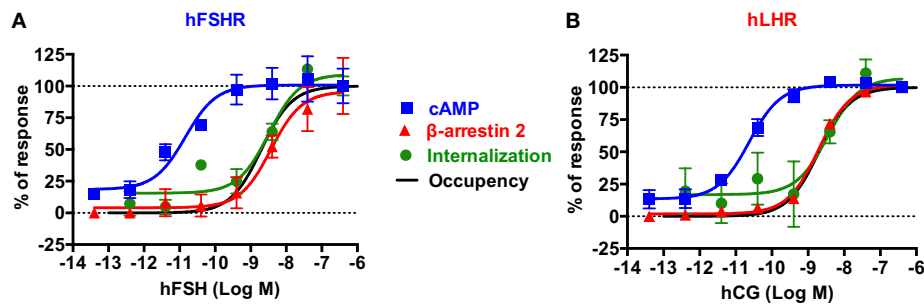 A
hFSHR
% of response
125
100
75
50
25
0
25
-14 -13 -12 -11 -10 -9 -8 -7 -6
hFSH (Log M)
cAMP
β-arrestin 2
Internalization
Occupancy
B
hLHR
% of response
125
100
75
50
25
0
25
-14 -13 -12 -11 -10 -9 -8 -7 -6
hCG (Log M)